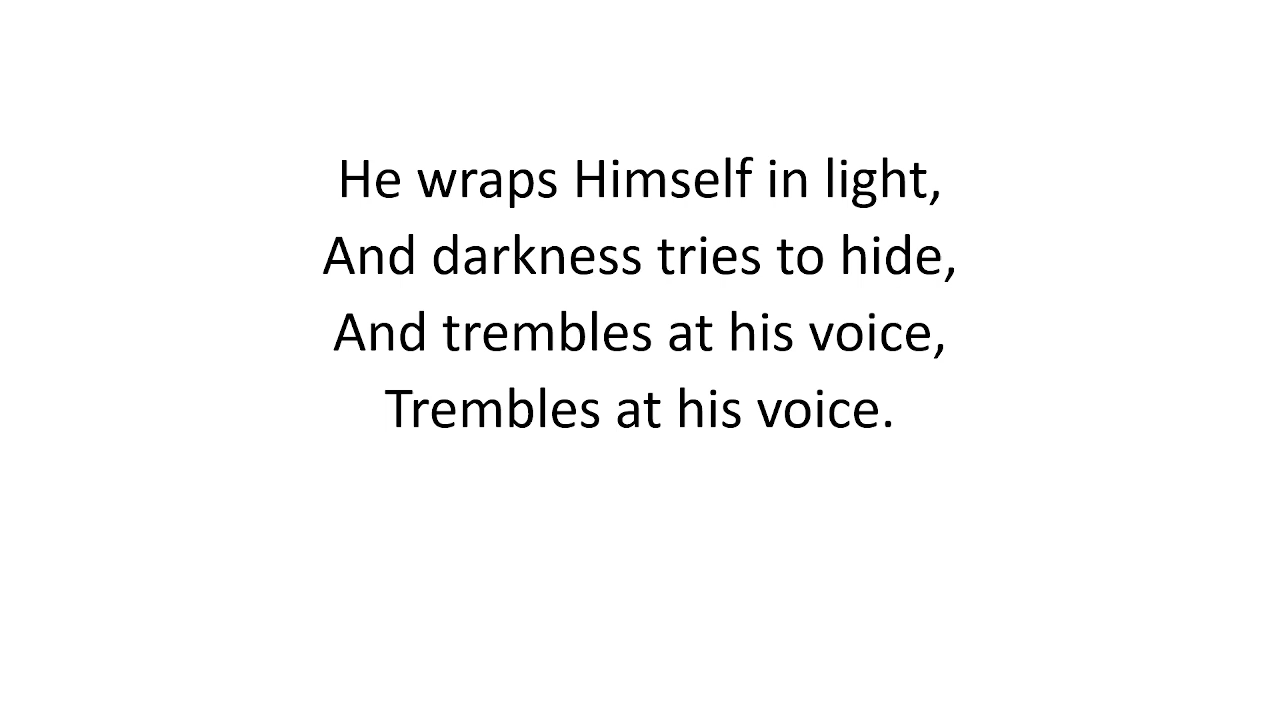 He wraps Himself in light,
And darkness tries to hide,
And trembles at his voice,
Trembles at his voice.